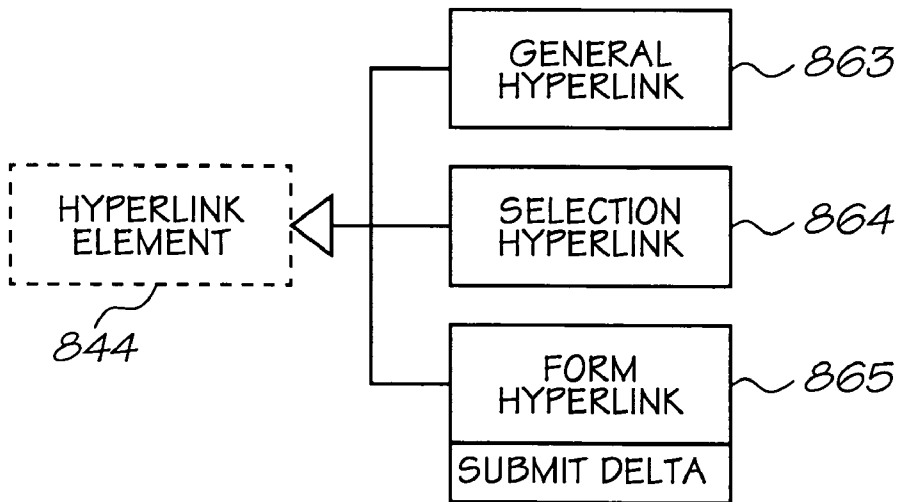 GENERAL
HYPERLINK
863
HYPERLINK
ELEMENT
844
SELECTION
HYPERLINK
864
FORM
HYPERLINK
865
SUBMIT DELTA